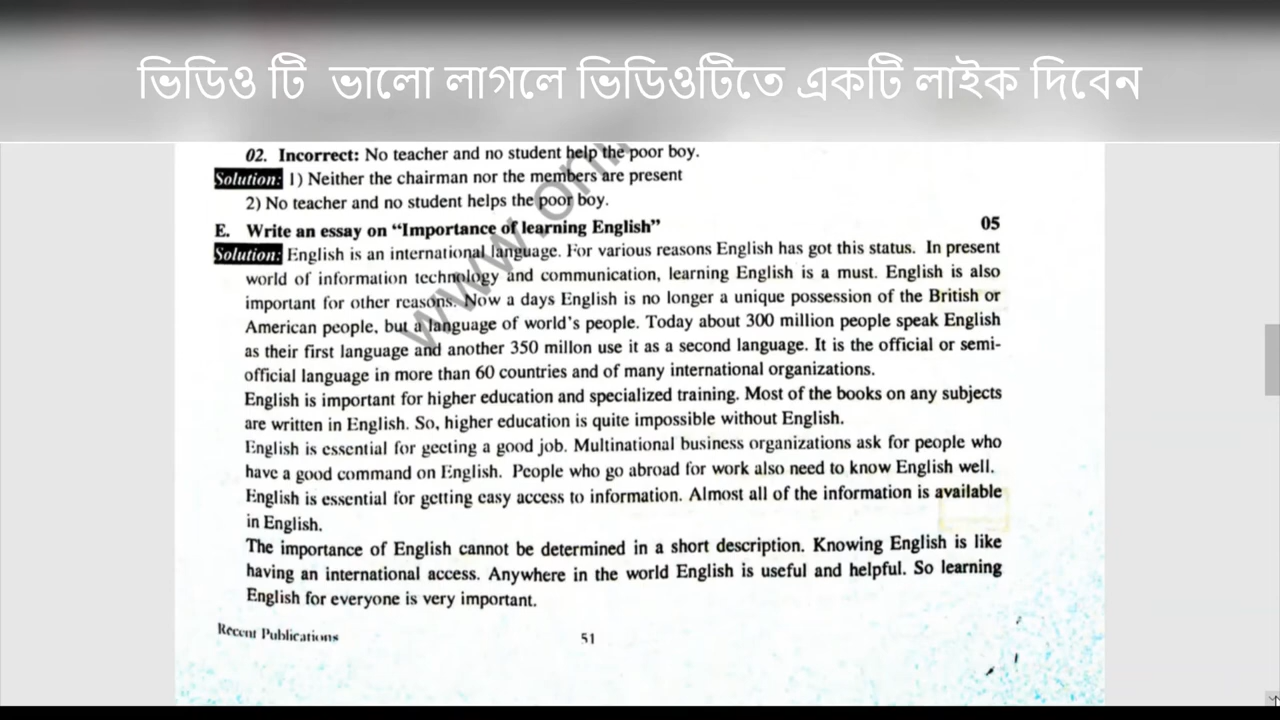 ভিডিও টি ভালো লাগলে ভিডিওটিতে একটি লাইক দিবেন
02. Incorrect: No teacher and no student help the poor boy.
Solution: 1) Neither the chairman nor the members are present
2) No teacher and no student helps the poor boy.
E. Write an essay on “Importance of learning English” 05
Solution: English is an international language. For various reasons English has got this status. In present
world of information technology and communication, learning English is a must. English is also
important for other reasons. Now a days English is no longer a unique possession of the British or
American people, but a language of world's people. Today about 300 million people speak English
as their first language and another 350 millon use it as a second language. It is the official or semi-
official language in more than 60 countries and of many international organizations.
English is important for higher education and specialized training. Most of the books on any subjects
are written in English. So, higher education is quite impossible without English.
English is essential for getting a good job. Multinational business organizations ask for people who
have a good command on English. People who go abroad for work also need to know English well.
English is essential for getting easy access to information. Almost all of the information is available
in English.
The importance of English cannot be determined in a short description. Knowing English is like
having an international access. Anywhere in the world English is useful and helpful. So learning
English for everyone is very important.
Recent Publications 51